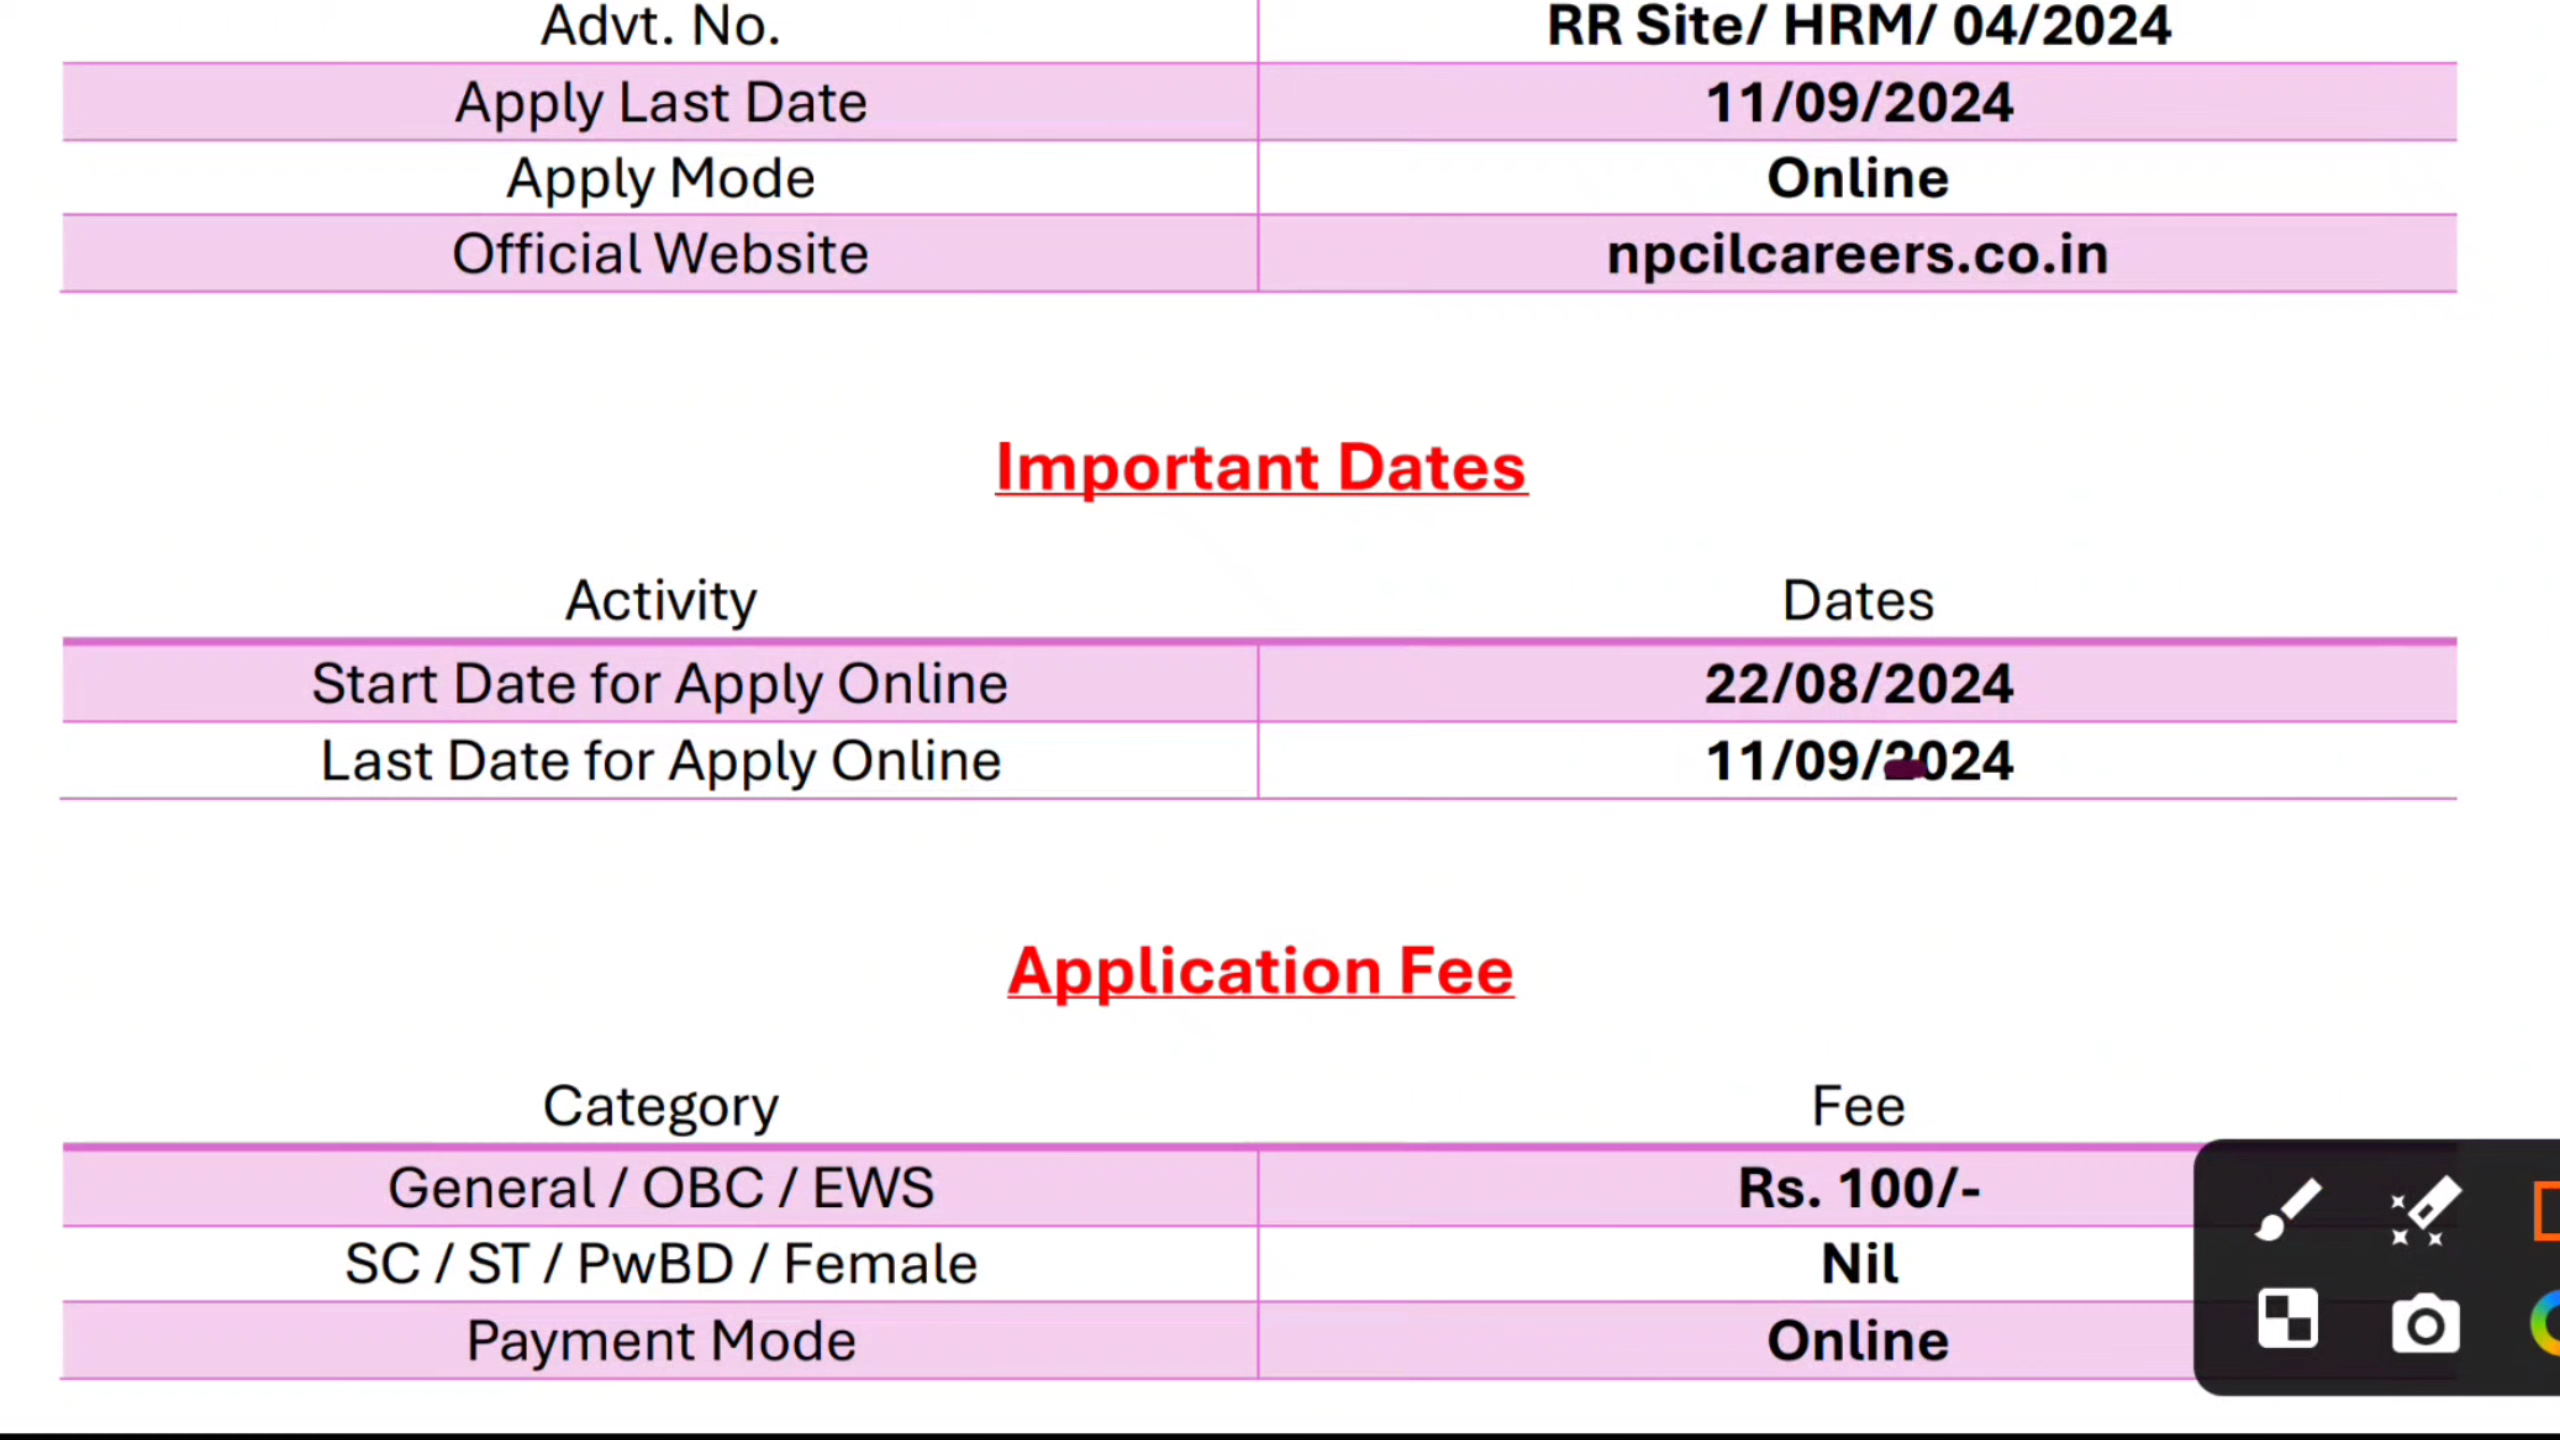 Advt. No. RR Site/ HRM/ 04/2024
Apply Last Date 11/09/2024
Apply Mode Online
Official Website npcilcareers.co.in
Important Dates
Activity Dates
Start Date for Apply Online 22/08/2024
Last Date for Apply Online 11/09/2024
Application Fee
Category Fee
General / OBC / EWS Rs. 100/-
SC / ST / PwBD / Female Nil
Payment Mode Online